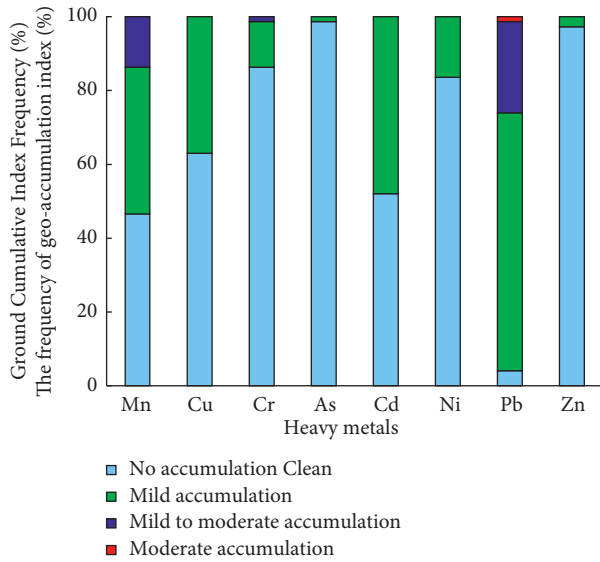 Ground Cumulative Index Frequency (%)
The frequency of geo-accumulation index (%)
100
80
60
40
20
0
Mn Cu Cr As Cd Ni Pb Zn
Heavy metals
No accumulation Clean
Mild accumulation
Mild to moderate accumulation
Moderate accumulation